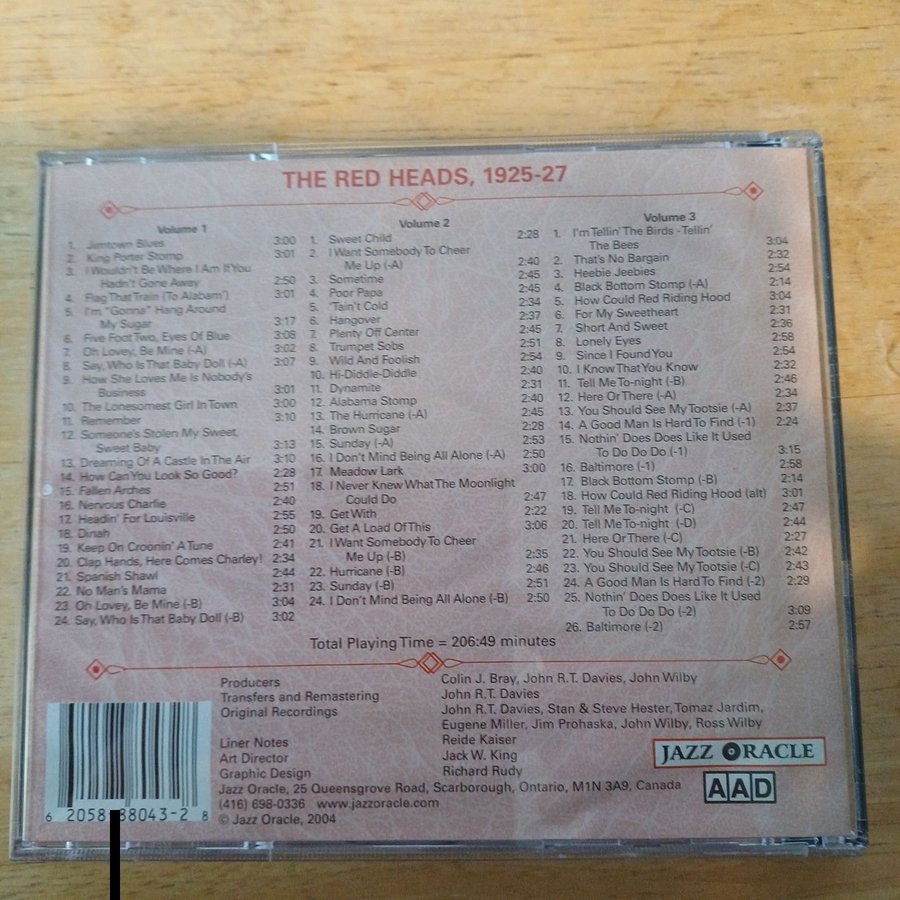 THE RED HEADS, 1925-27
Volume 1
1. Jimtown Blues 3:00
2. King Porter Stomp 3:01
3. I Wouldn't Be Where I Am If You
Hadn't Gone Away 2:50
4. Flag That Train (To Alabam') 3:01
5. I'm "Gonna" Hang Around
My Sugar 3:17
6. Five Foot Two, Eyes Of Blue 3:08
7. Oh Lovey, Be Mine (-A) 3:02
8. Say, Who Is That Baby Doll (-A) 3:07
9. How She Loves Me Is Nobody's
Business 3:01
10. The Lonesomest Girl In Town 3:00
11. Remember 3:10
12. Someone's Stolen My Sweet,
Sweet Baby 3:13
13. Dreaming Of A Castle In The Air 3:10
14. How Can You Look So Good? 2:28
15. Fallen Arches 2:51
16. Nervous Charlie 2:40
17. Headin' For Louisville 2:55
18. Dinah 2:50
19. Keep On Croonin' A Tune 2:41
20. Clap Hands, Here Comes Charley! 2:34
21. Spanish Shawl 2:44
22. No Man's Mama 2:31
23. Oh Lovey, Be Mine (-B) 3:04
24. Say, Who Is That Baby Doll (-B) 3:02
Volume 2
1. Sweet Child 2:28
2. I Want Somebody To Cheer
Me Up (-A) 2:40
3. Sometime 2:45
4. Poor Papa 2:45
5. 'Tain't Cold 2:34
6. Hangover 2:37
7. Plenty Off Center 2:45
8. Trumpet Sobs 2:51
9. Wild And Foolish 2:54
10. Hi-Diddle-Diddle 2:40
11. Dynamite 2:31
12. Alabama Stomp 2:40
13. The Hurricane (-A) 2:45
14. Brown Sugar 2:28
15. Sunday (-A) 2:53
16. I Don't Mind Being All Alone (-A) 2:50
17. Meadow Lark 3:00
18. I Never Knew What The Moonlight
Could Do 2:47
19. Get With 2:22
20. Get A Load Of This 3:06
21. I Want Somebody To Cheer
Me Up (-B) 2:35
22. Hurricane (-B) 2:46
23. Sunday (-B) 2:51
24. I Don't Mind Being All Alone (-B) 2:50
Volume 3
1. I'm Tellin' The Birds - Tellin'
The Bees 3:04
2. That's No Bargain 2:32
3. Heebie Jeebies 2:54
4. Black Bottom Stomp (-A) 2:14
5. How Could Red Riding Hood 3:04
6. For My Sweetheart 2:31
7. Short And Sweet 2:36
8. Lonely Eyes 2:58
9. Since I Found You 2:54
10. I Know That You Know 2:32
11. Tell Me To-night (-B) 2:46
12. Here Or There (-A) 2:34
13. You Should See My Tootsie (-A) 2:37
14. A Good Man Is Hard To Find (-1) 2:24
15. Nothin' Does Does Like It Used
To Do Do Do (-1) 3:15
16. Baltimore (-1) 2:58
17. Black Bottom Stomp (-B) 2:14
18. How Could Red Riding Hood (alt) 3:01
19. Tell Me To-night (-C) 2:47
20. Tell Me To-night (-D) 2:44
21. Here Or There (-C) 2:27
22. You Should See My Tootsie (-B) 2:42
23. You Should See My Tootsie (-C) 2:43
24. A Good Man Is Hard To Find (-2) 2:29
25. Nothin' Does Does Like It Used
To Do Do Do (-2) 3:09
26. Baltimore (-2) 2:57
Total Playing Time = 206:49 minutes
Producers Colin J. Bray, John R.T. Davies, John Wilby
Transfers and Remastering John R.T. Davies
Original Recordings John R.T. Davies, Stan & Steve Hester, Tomaz Jardim,
Eugene Miller, Jim Prohaska, John Wilby, Ross Wilby
Liner Notes Reide Kaiser
Art Director Jack W. King
Graphic Design Richard Rudy
Jazz Oracle, 25 Queensgrove Road, Scarborough, Ontario, M1N 3A9, Canada
(416) 698-0336 www.jazzoracle.com
© Jazz Oracle, 2004
JAZZ ORACLE
AAD
6 2058 8043-2 8